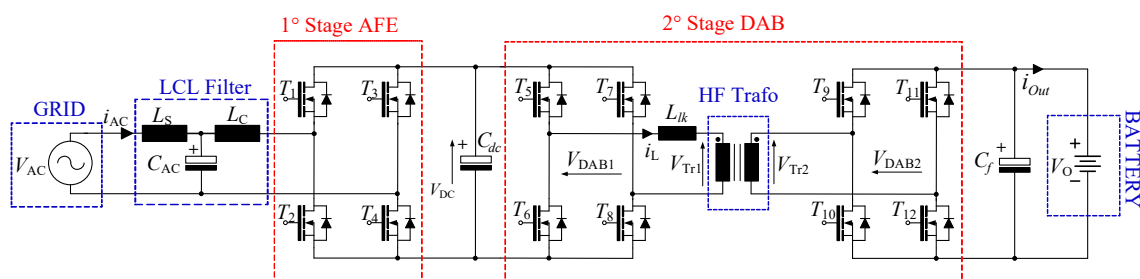 1° Stage AFE
2° Stage DAB
GRID
LCL Filter
HF Trafo
BATTERY
i_AC
L_S
L_C
V_AC
+
C_AC
T_1
T_3
T_2
T_4
+
C_dc
V_DC
T_5
T_7
T_6
T_8
V_DAB1
L_lk
i_L
V_Tr1
V_Tr2
T_9
T_11
T_10
T_12
V_DAB2
i_Out
+
C_f
+
V_O
−